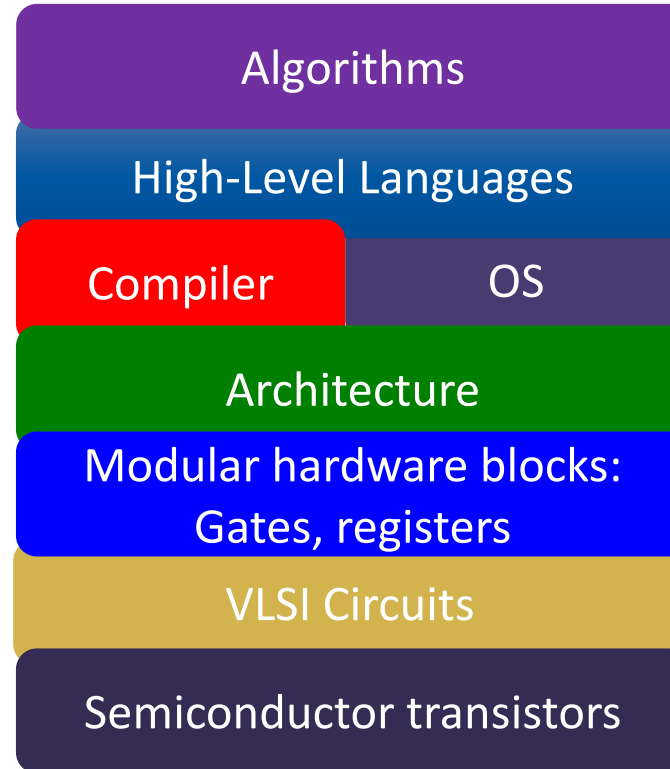 Algorithms
High-Level Languages
Compiler
OS
Architecture
Modular hardware blocks:
Gates, registers
VLSI Circuits
Semiconductor transistors